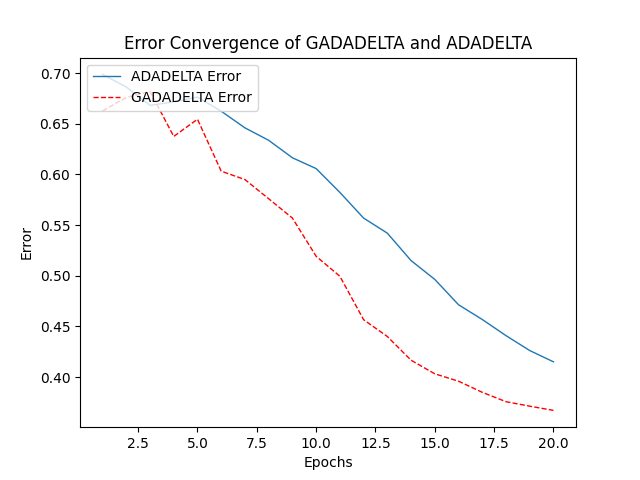 Error Convergence of GADADELTA and ADADELTA
ADADELTA Error
GADADELTA Error
0.70
0.65
0.60
0.55
0.50
0.45
0.40
Error
2.5 5.0 7.5 10.0 12.5 15.0 17.5 20.0
Epochs